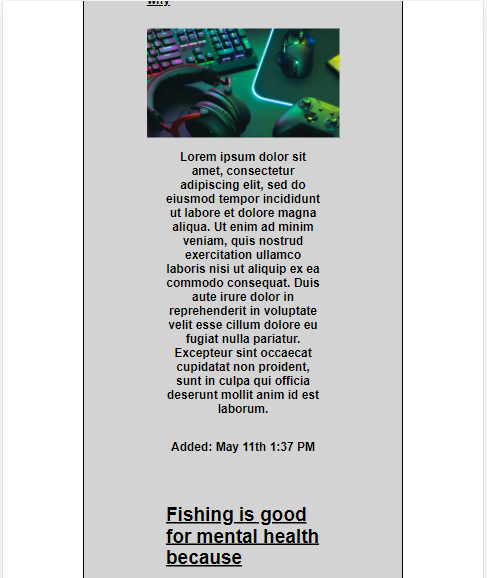 why
Lorem ipsum dolor sit
amet, consectetur
adipiscing elit, sed do
eiusmod tempor incididunt
ut labore et dolore magna
aliqua. Ut enim ad minim
veniam, quis nostrud
exercitation ullamco
laboris nisi ut aliquip ex ea
commodo consequat. Duis
aute irure dolor in
reprehenderit in voluptate
velit esse cillum dolore eu
fugiat nulla pariatur.
Excepteur sint occaecat
cupidatat non proident,
sunt in culpa qui officia
deserunt mollit anim id est
laborum.
Added: May 11th 1:37 PM
Fishing is good
for mental health
because